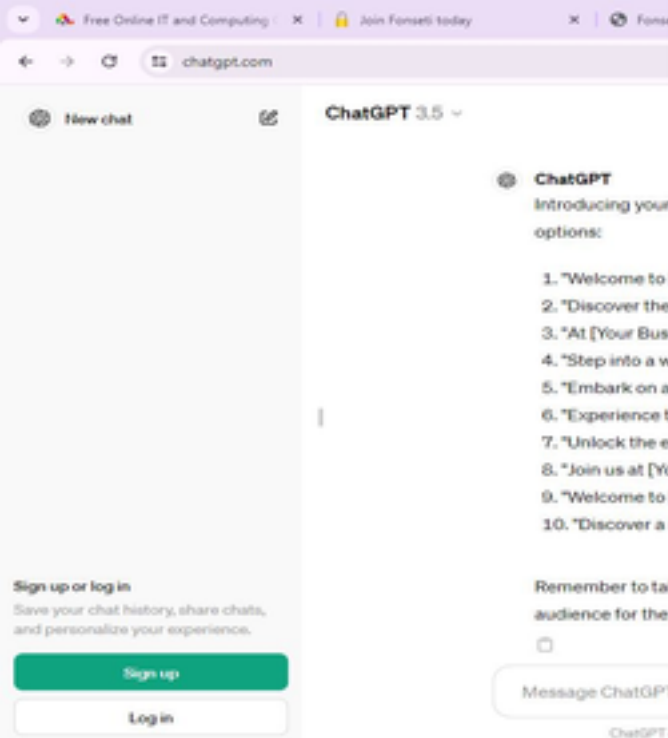 Free Online IT and Computing
Join Fonseti today
Fonse
chatgpt.com
New chat
ChatGPT 3.5
ChatGPT
Introducing your
options:
1. "Welcome to
2. "Discover the
3. "At [Your Bus
4. "Step into a w
5. "Embark on a
6. "Experience t
7. "Unlock the e
8. "Join us at [Yo
9. "Welcome to
10. "Discover a
Remember to ta
audience for the
Sign up or log in
Save your chat history, share chats,
and personalize your experience.
Sign up
Log in
Message ChatGPT
ChatGPT